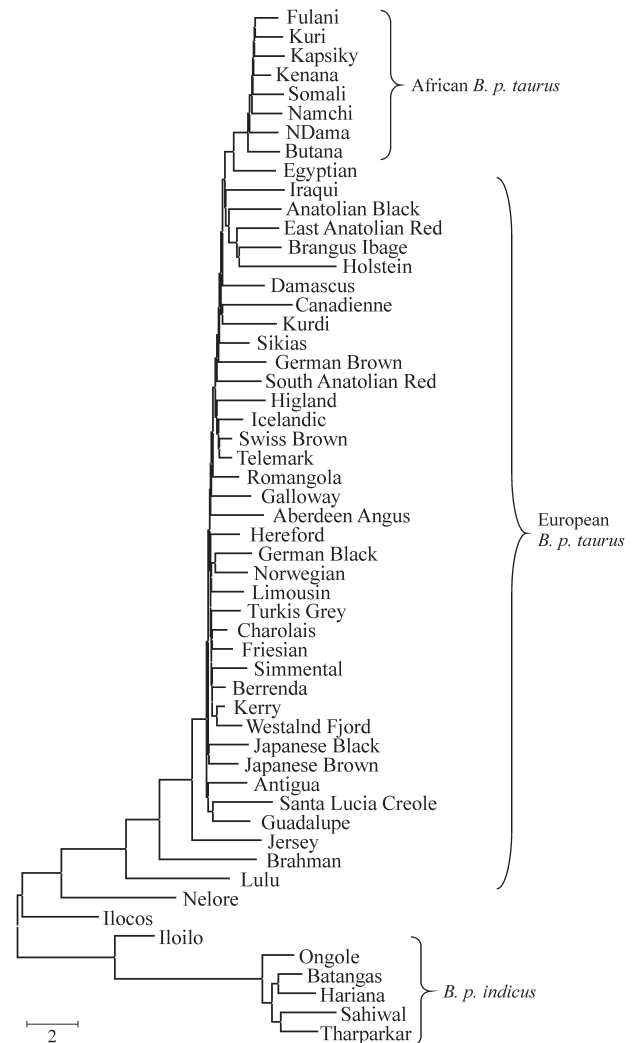 Fulani
Kuri
Kapsiky
Kenana
Somali
African B. p. taurus
Namchi
NDama
Butana
Egyptian
Iraqui
Anatolian Black
East Anatolian Red
Brangus Ibage
Holstein
Damascus
Canadienne
Kurdi
Sikias
German Brown
South Anatolian Red
Higland
Icelandic
Swiss Brown
Telemark
Romangola
Galloway
Aberdeen Angus
European
B. p. taurus
Hereford
German Black
Norwegian
Limousin
Turkis Grey
Charolais
Friesian
Simmental
Berrenda
Kerry
Westalnd Fjord
Japanese Black
Japanese Brown
Antigua
Santa Lucia Creole
Guadalupe
Jersey
Brahman
Lulu
Nelore
Ilocos
Iloilo
Ongole
Batangas
Hariana
B. p. indicus
Sahiwal
Tharparkar
2